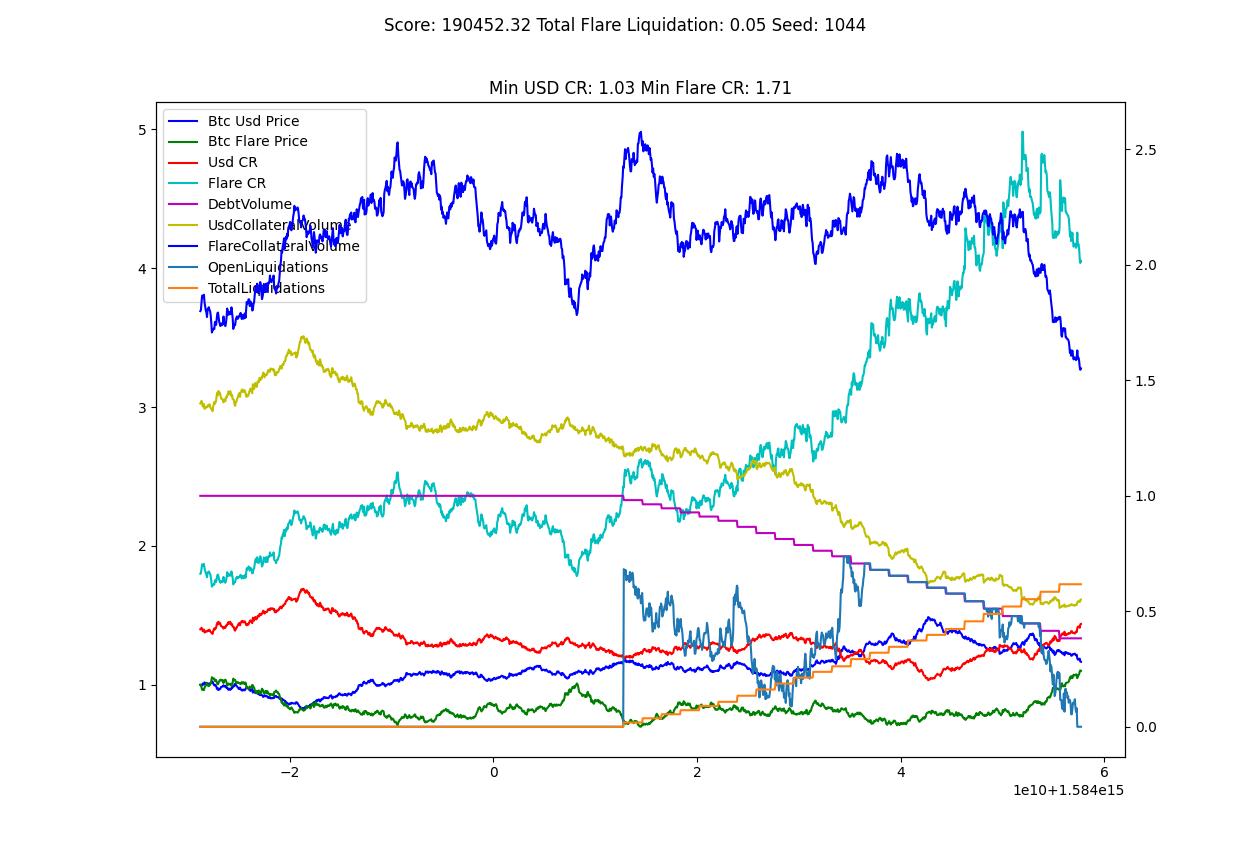 Score: 190452.32 Total Flare Liquidation: 0.05 Seed: 1044
Min USD CR: 1.03 Min Flare CR: 1.71
Btc Usd Price
Btc Flare Price
Usd CR
Flare CR
DebtVolume
UsdCollateralVolume
FlareCollateralVolume
OpenLiquidations
TotalLiquidations
5
4
3
2
1
2.5
2.0
1.5
1.0
0.5
0.0
−2 0 2 4 6
1e10+1.584e15